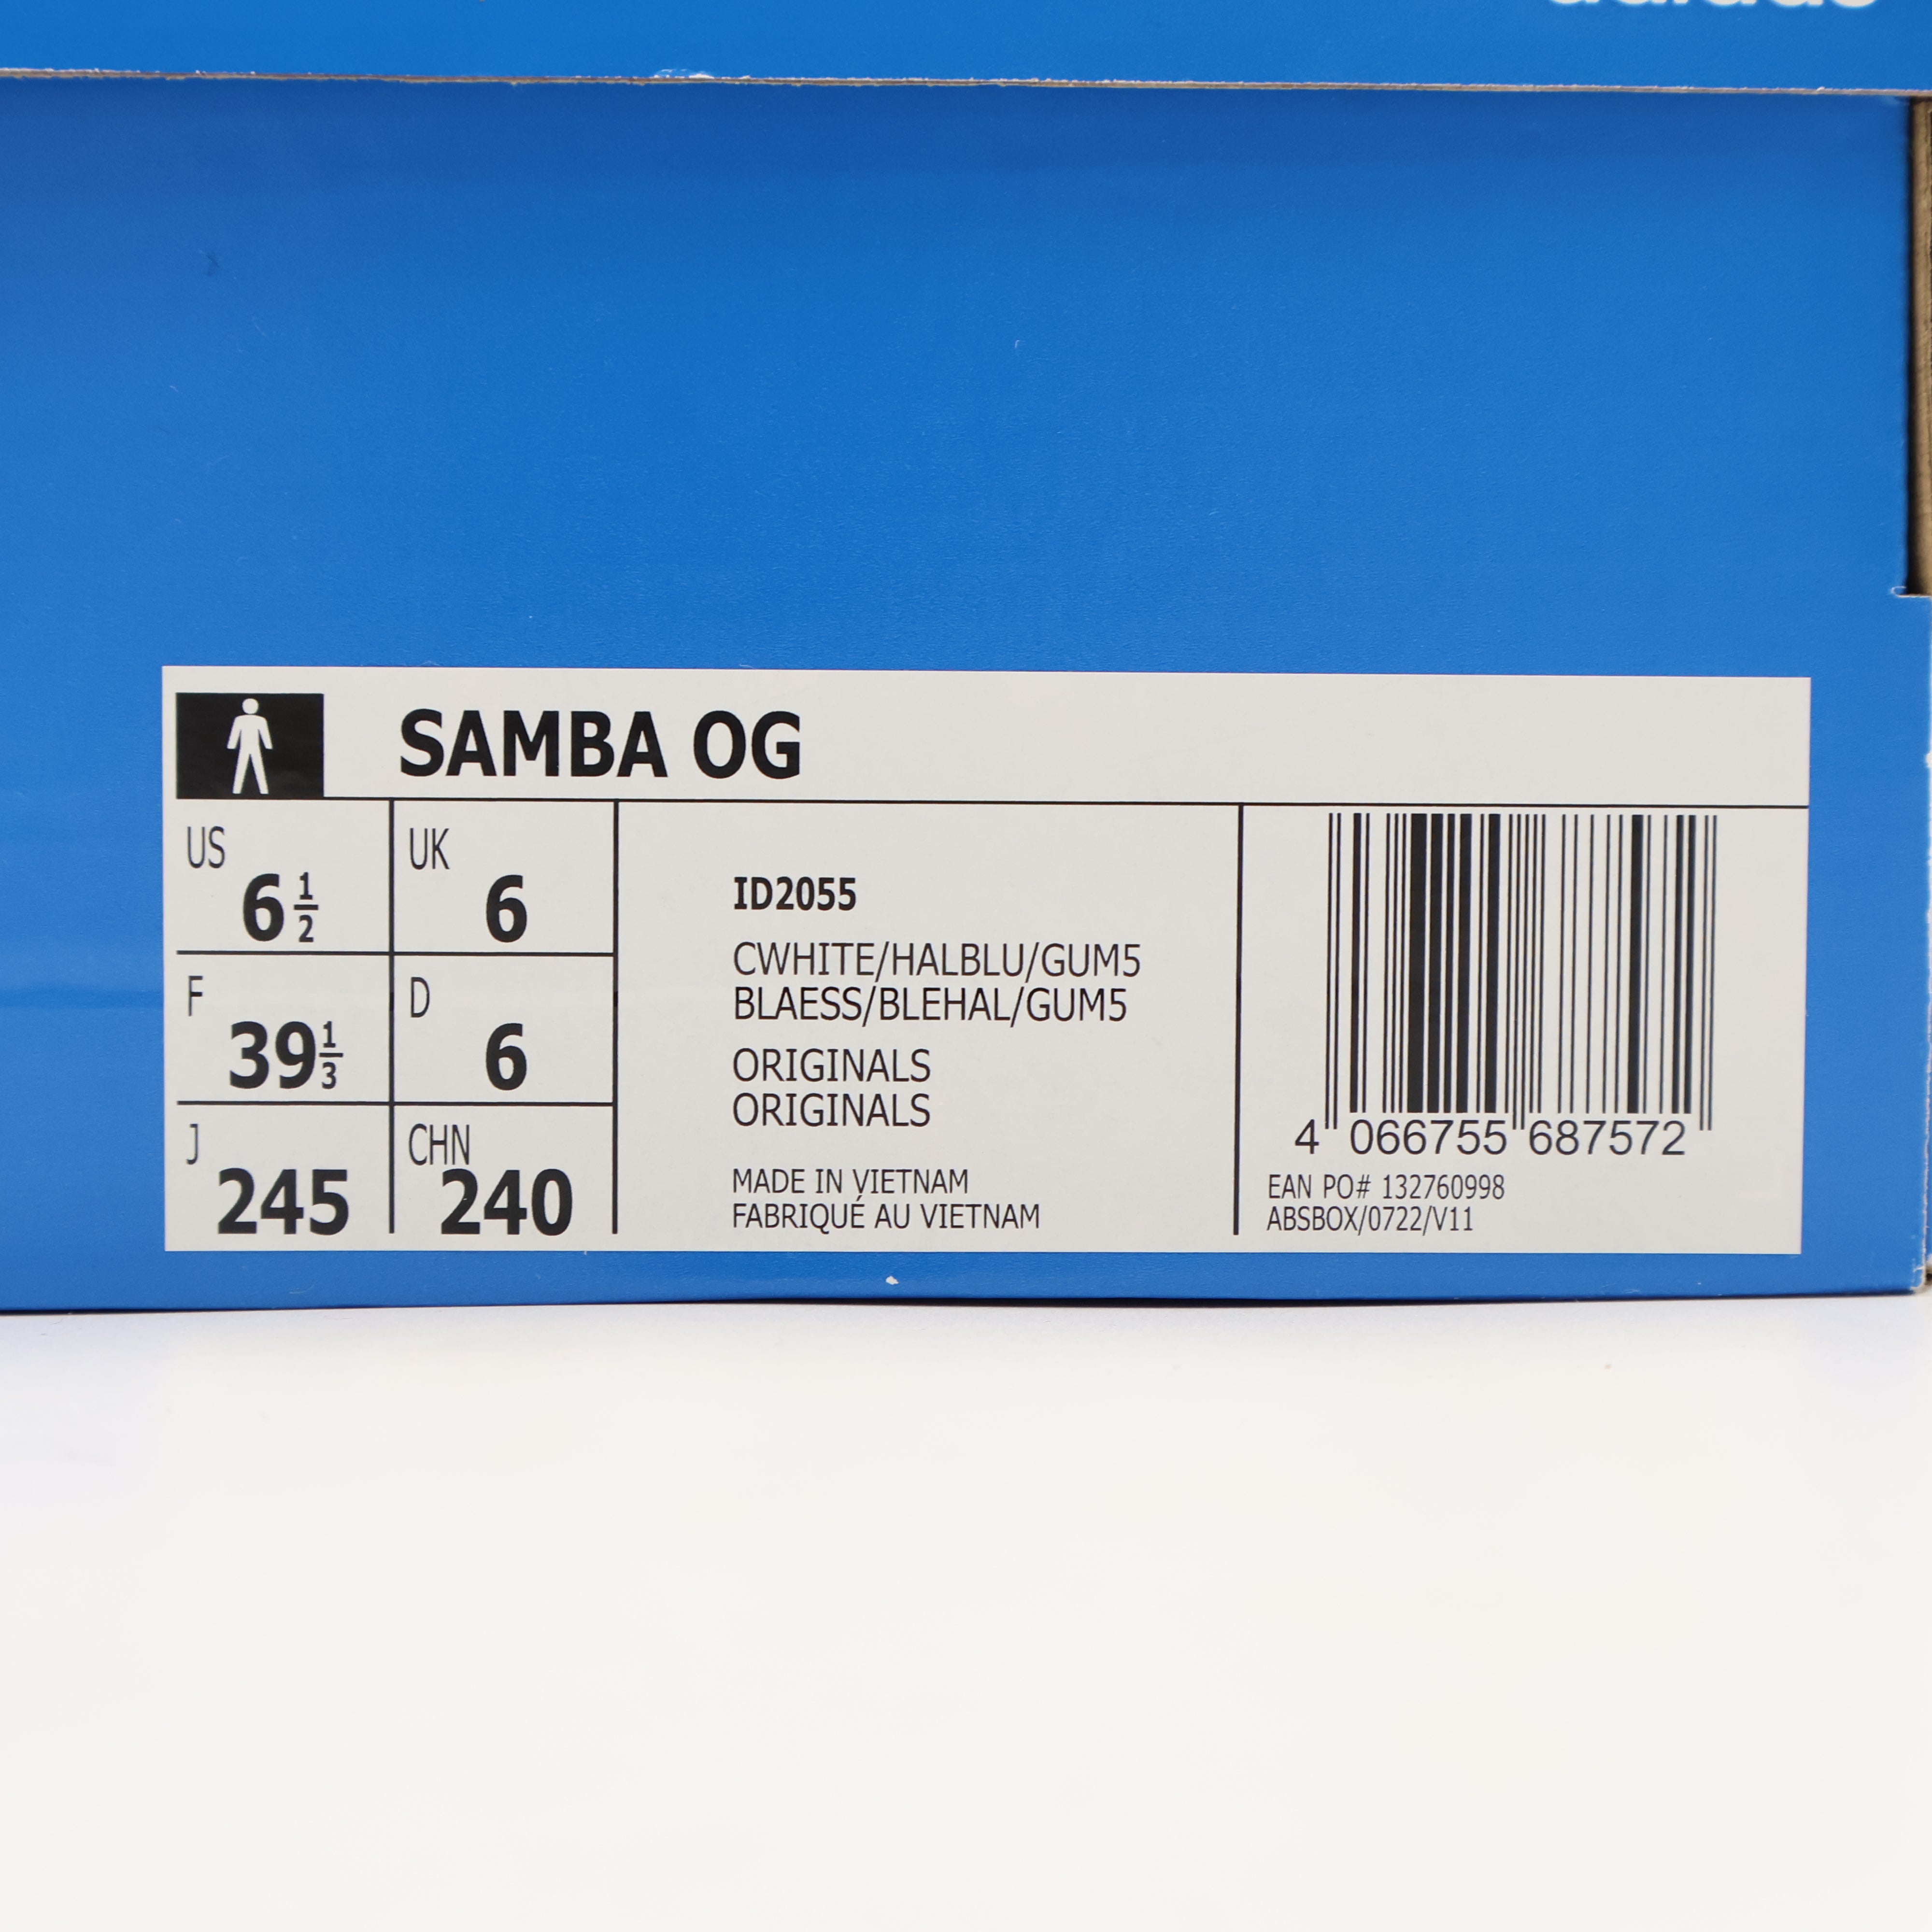 adidas
SAMBA OG
US
6 1/2
UK
6
F
39 1/3
D
6
J
245
CHN
240
ID2055
CWHITE/HALBLU/GUM5
BLAESS/BLEHAL/GUM5
ORIGINALS
ORIGINALS
MADE IN VIETNAM
FABRIQUÉ AU VIETNAM
4 066755 687572
EAN PO# 132760998
ABSBOX/0722/V11